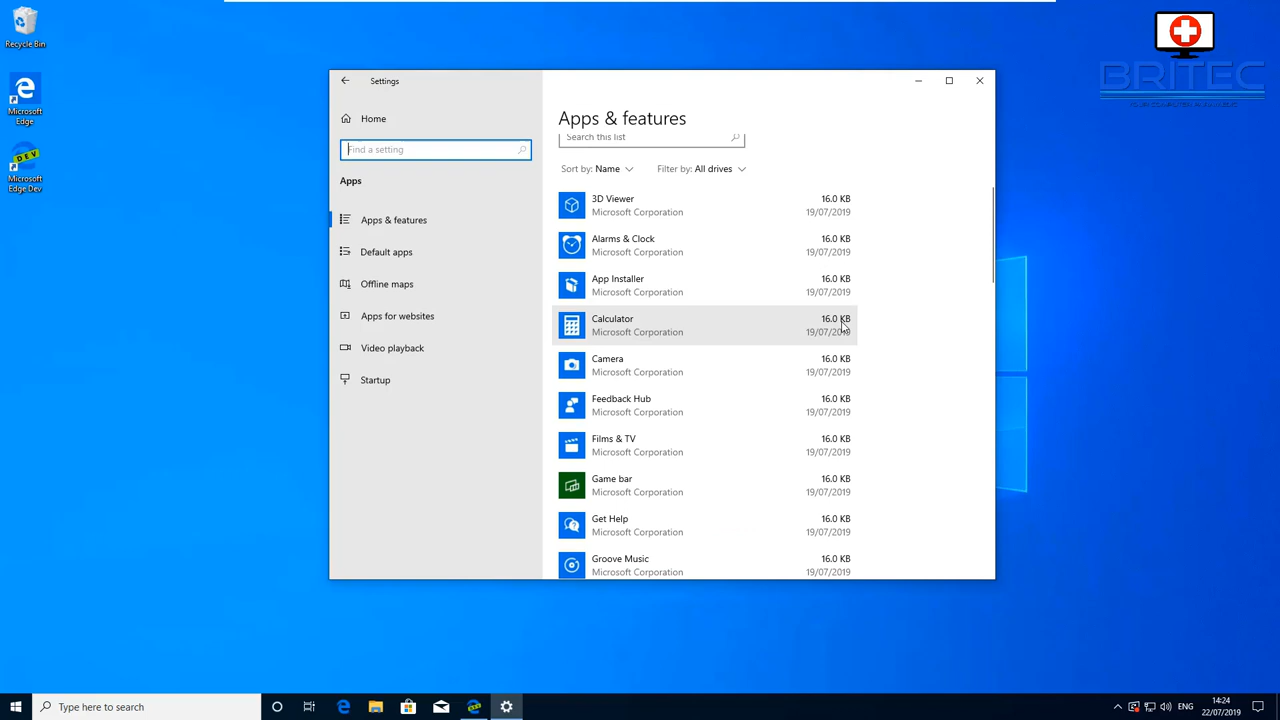 Recycle Bin
Microsoft
Edge
DEV
Microsoft
Edge Dev
BRITEC
YOUR COMPUTER PARAMEDIC
Settings
Home
Find a setting
Apps
Apps & features
Default apps
Offline maps
Apps for websites
Video playback
Startup
Apps & features
Search this list
Sort by: Name
Filter by: All drives
3D Viewer 16.0 KB
Microsoft Corporation 19/07/2019
Alarms & Clock 16.0 KB
Microsoft Corporation 19/07/2019
App Installer 16.0 KB
Microsoft Corporation 19/07/2019
Calculator 16.0 KB
Microsoft Corporation 19/07/2019
Camera 16.0 KB
Microsoft Corporation 19/07/2019
Feedback Hub 16.0 KB
Microsoft Corporation 19/07/2019
Films & TV 16.0 KB
Microsoft Corporation 19/07/2019
Game bar 16.0 KB
Microsoft Corporation 19/07/2019
Get Help 16.0 KB
Microsoft Corporation 19/07/2019
Groove Music 16.0 KB
Microsoft Corporation 19/07/2019
Type here to search
ENG
14:24
22/07/2019